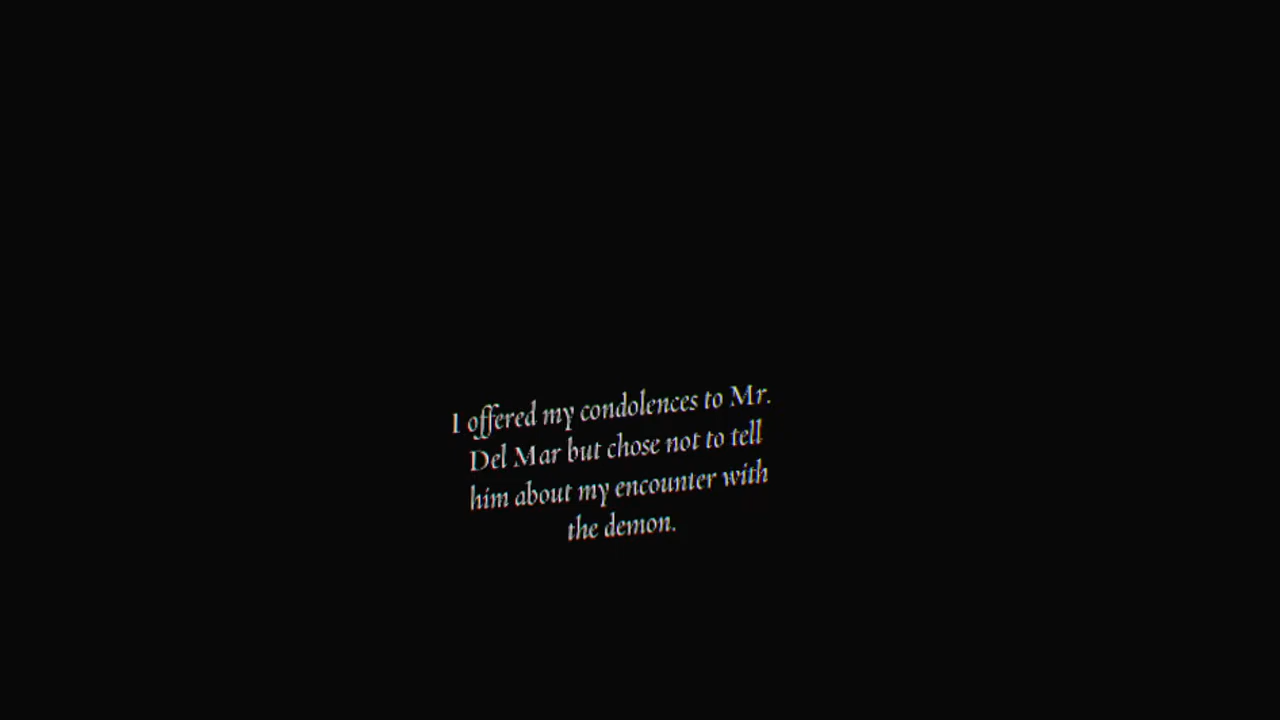 I offered my condolences to Mr.
Del Mar but chose not to tell
him about my encounter with
the demon.